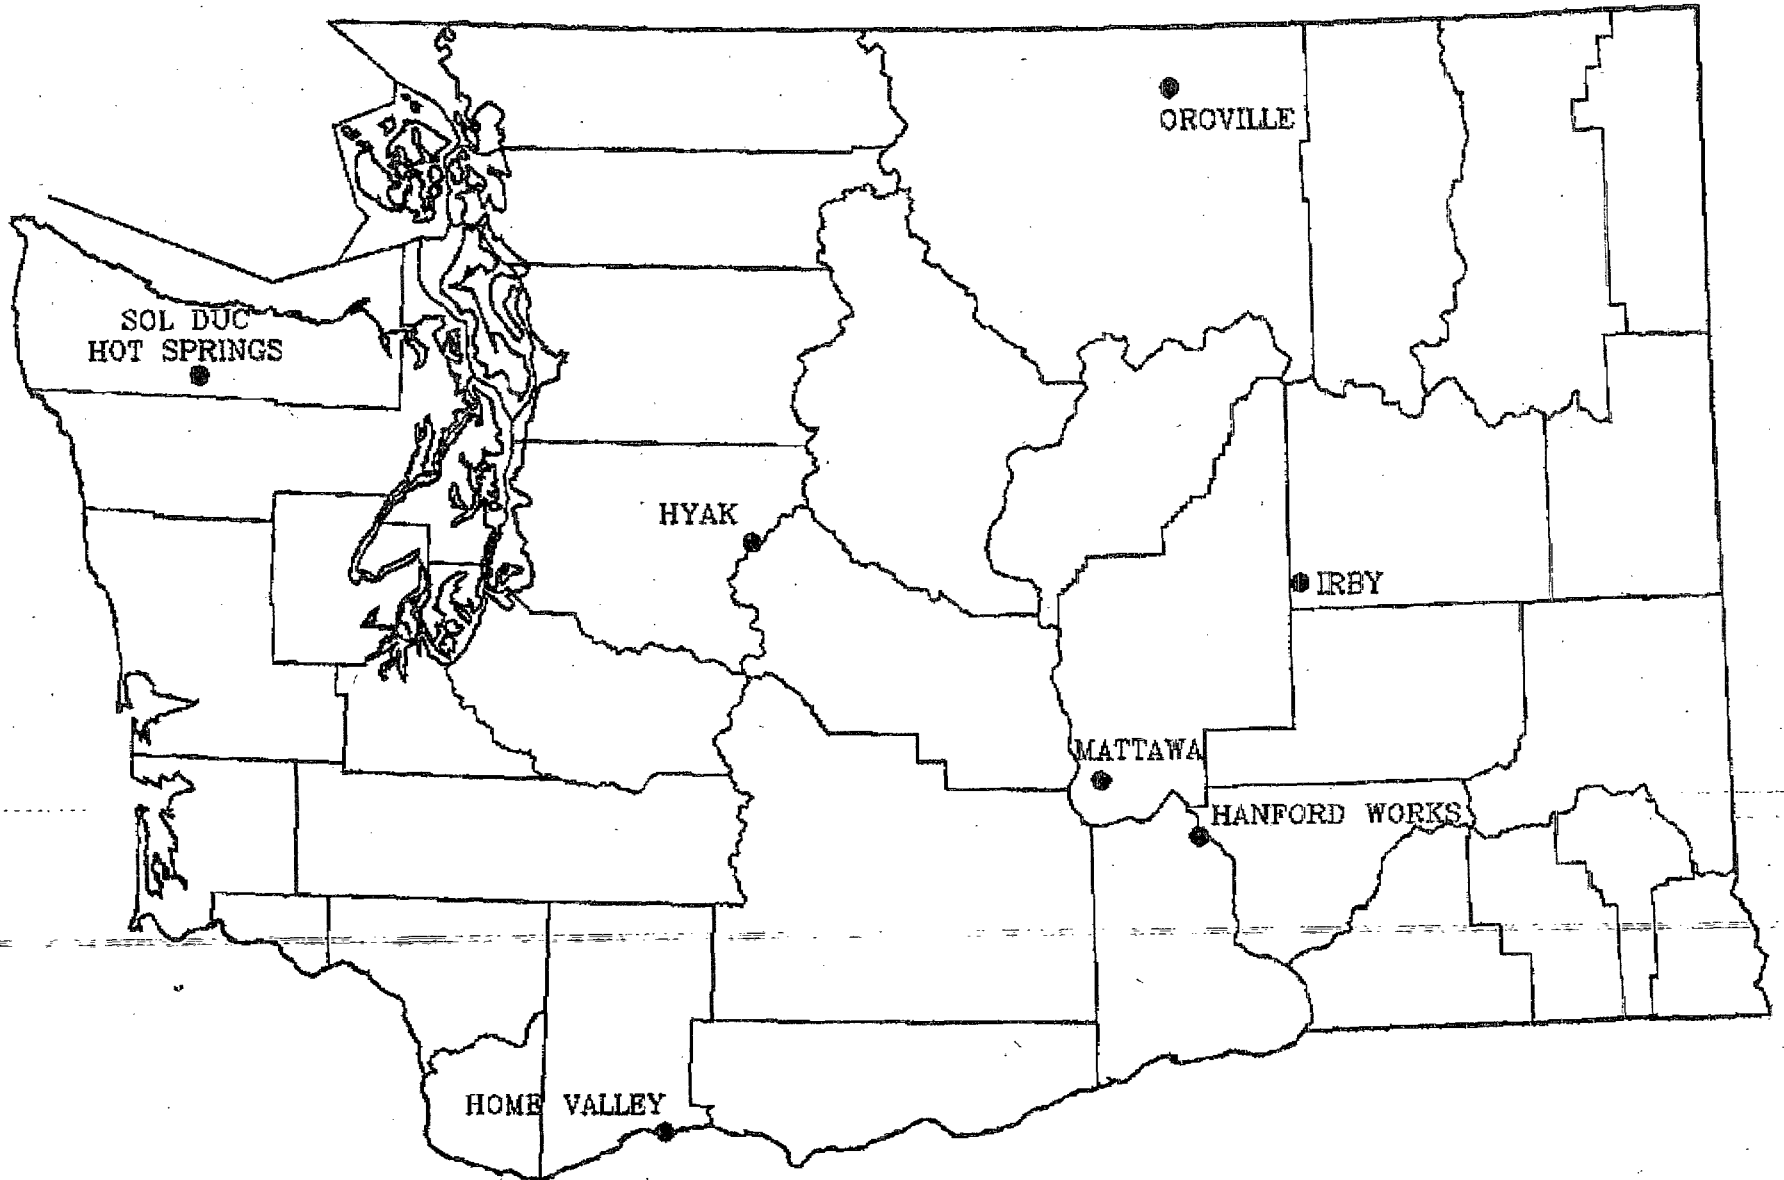 OROVILLE
SOL DUC
HOT SPRINGS
HYAK
IRBY
MATTAWA
HANFORD WORKS
HOME VALLEY